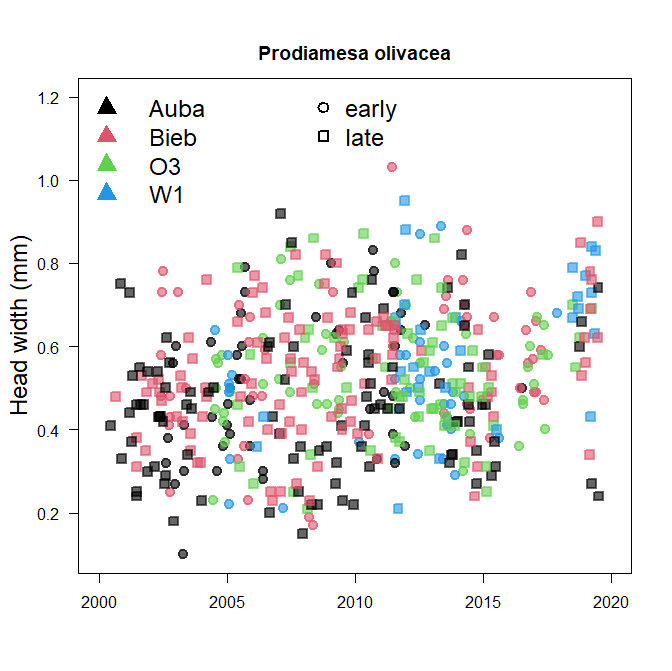 Prodiamesa olivacea
Auba early
Bieb late
O3
W1
Head width (mm)
1.2
1.0
0.8
0.6
0.4
0.2
2000 2005 2010 2015 2020